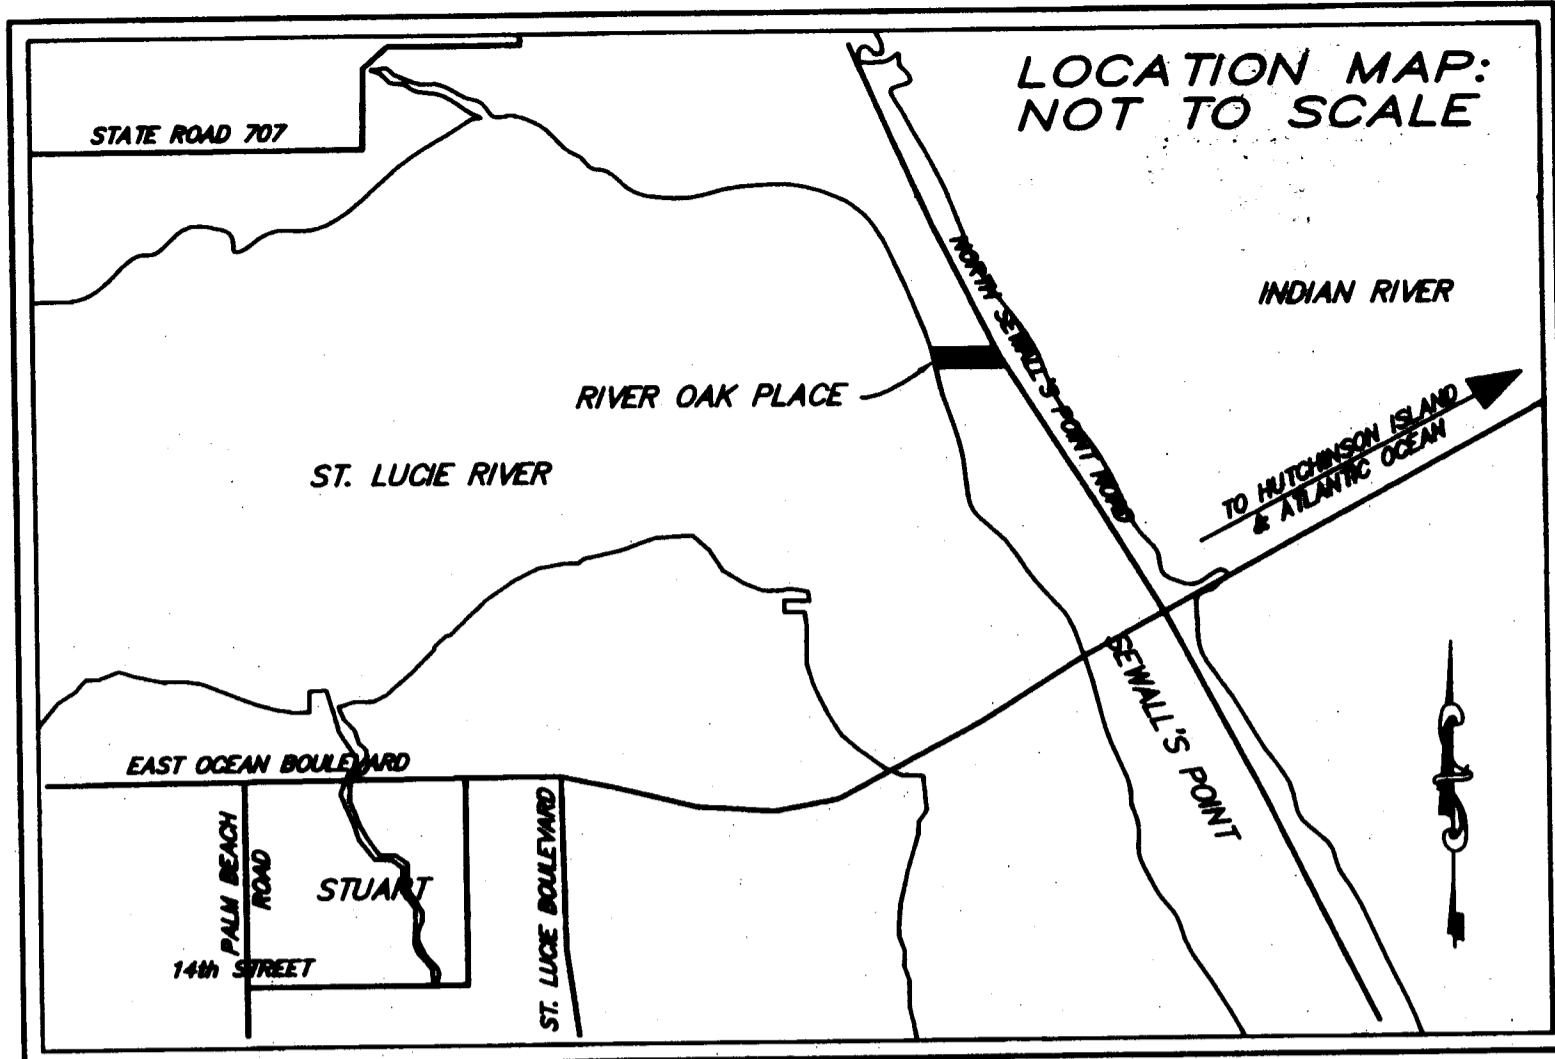 LOCATION MAP:
NOT TO SCALE
STATE ROAD 707
NORTH SEWALL'S POINT ROAD
INDIAN RIVER
RIVER OAK PLACE
ST. LUCIE RIVER
TO HUTCHINSON ISLAND
& ATLANTIC OCEAN
SEWALL'S POINT
EAST OCEAN BOULEVARD
PALM BEACH
ROAD
STUART
ST. LUCIE BOULEVARD
14th STREET